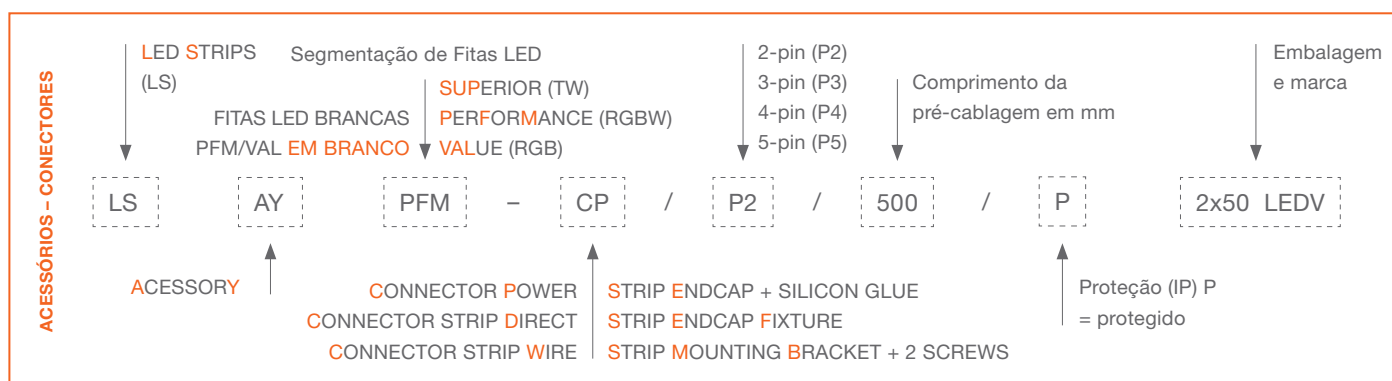 ACESSÓRIOS – CONECTORES
LED STRIPS
(LS)
Segmentação de Fitas LED
FITAS LED BRANCAS
PFM/VAL EM BRANCO
SUPERIOR (TW)
PERFORMANCE (RGBW)
VALUE (RGB)
2-pin (P2)
3-pin (P3)
4-pin (P4)
5-pin (P5)
Comprimento da
pré-cablagem em mm
Embalagem
e marca
LS AY PFM – CP / P2 / 500 / P 2x50 LEDV
ACESSORY
CONNECTOR POWER
CONNECTOR STRIP DIRECT
CONNECTOR STRIP WIRE
STRIP ENDCAP + SILICON GLUE
STRIP ENDCAP FIXTURE
STRIP MOUNTING BRACKET + 2 SCREWS
Proteção (IP) P
= protegido